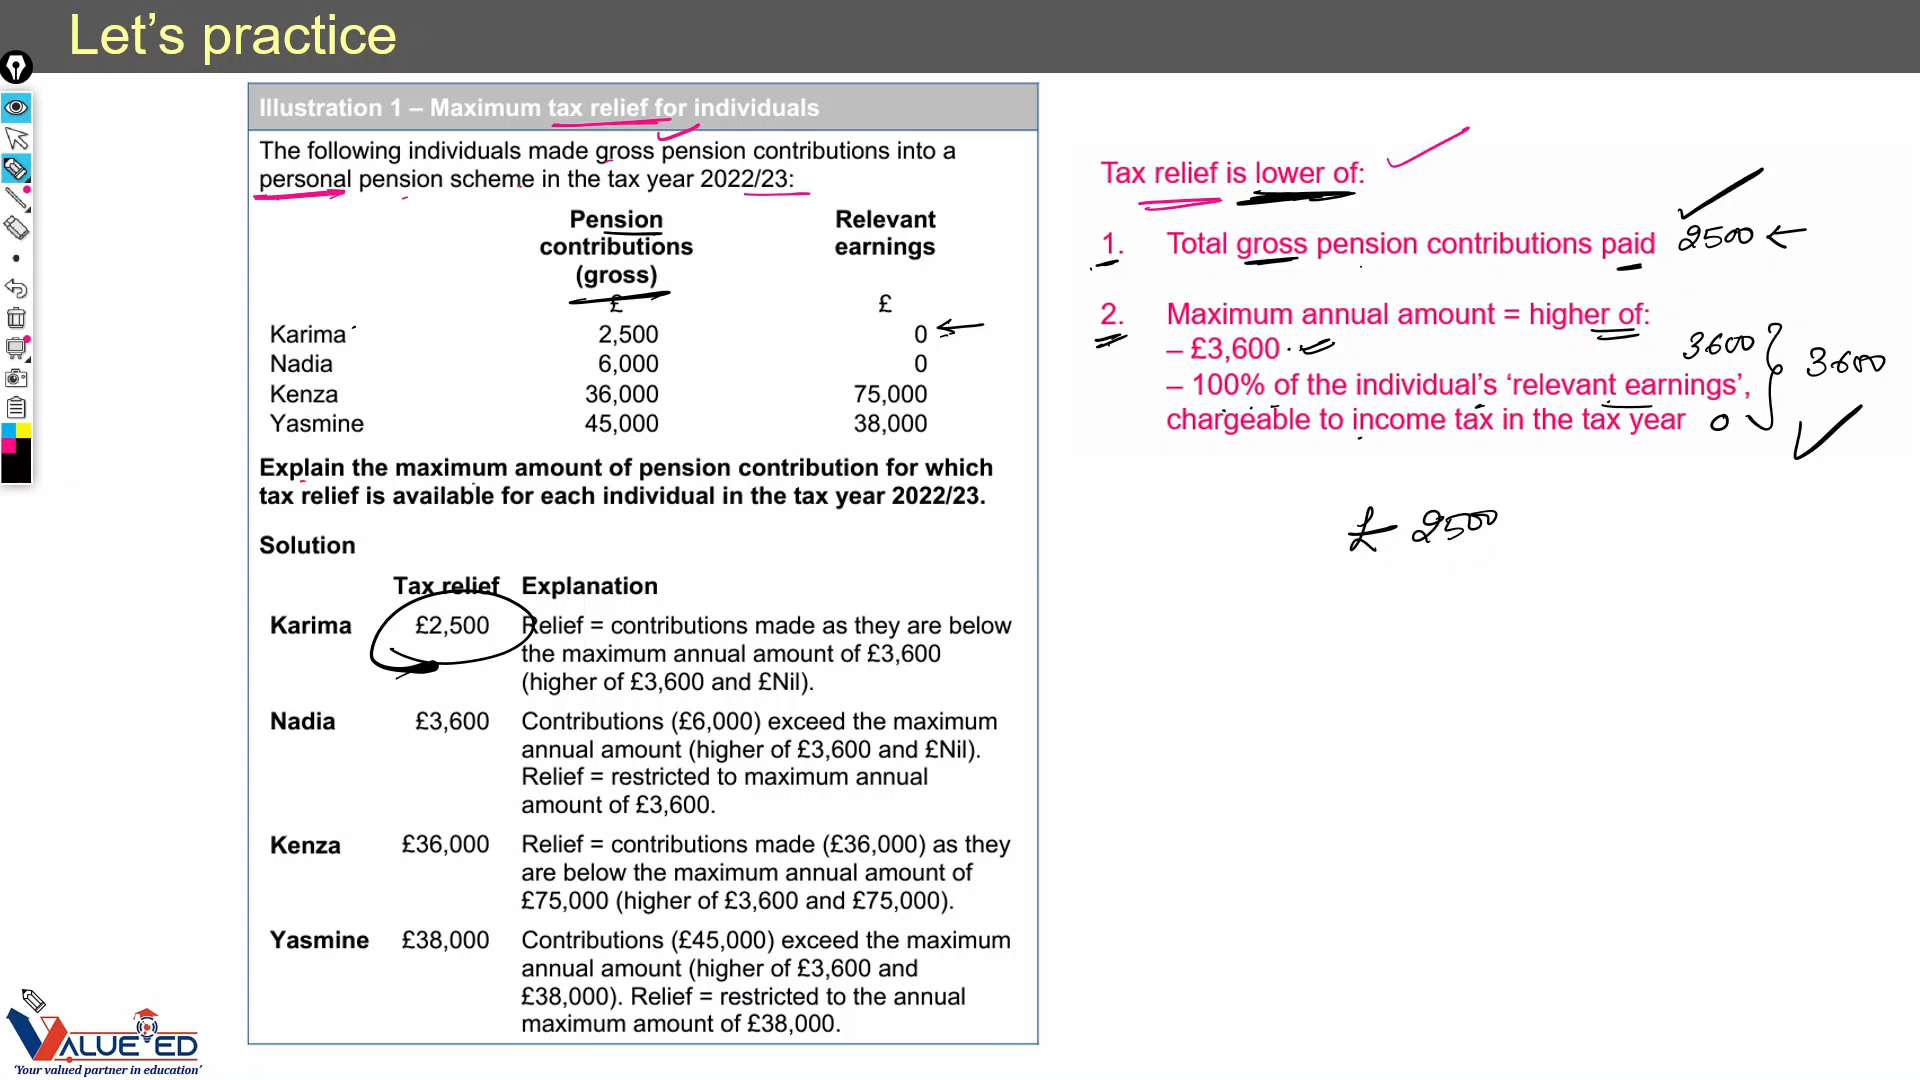 Let's practice
Illustration 1 – Maximum tax relief for individuals
The following individuals made gross pension contributions into a
personal pension scheme in the tax year 2022/23:
Pension Relevant
contributions earnings
(gross)
£ £
Karima 2,500 0
Nadia 6,000 0
Kenza 36,000 75,000
Yasmine 45,000 38,000
Explain the maximum amount of pension contribution for which
tax relief is available for each individual in the tax year 2022/23.
Solution
Tax relief Explanation
Karima £2,500 Relief = contributions made as they are below
the maximum annual amount of £3,600
(higher of £3,600 and £Nil).
Nadia £3,600 Contributions (£6,000) exceed the maximum
annual amount (higher of £3,600 and £Nil).
Relief = restricted to maximum annual
amount of £3,600.
Kenza £36,000 Relief = contributions made (£36,000) as they
are below the maximum annual amount of
£75,000 (higher of £3,600 and £75,000).
Yasmine £38,000 Contributions (£45,000) exceed the maximum
annual amount (higher of £3,600 and
£38,000). Relief = restricted to the annual
maximum amount of £38,000.
Tax relief is lower of:
1. Total gross pension contributions paid 2500
2. Maximum annual amount = higher of:
– £3,600 3600 3600
– 100% of the individual's 'relevant earnings',
chargeable to income tax in the tax year 0
£ 2500
VALUE ED
'Your valued partner in education'